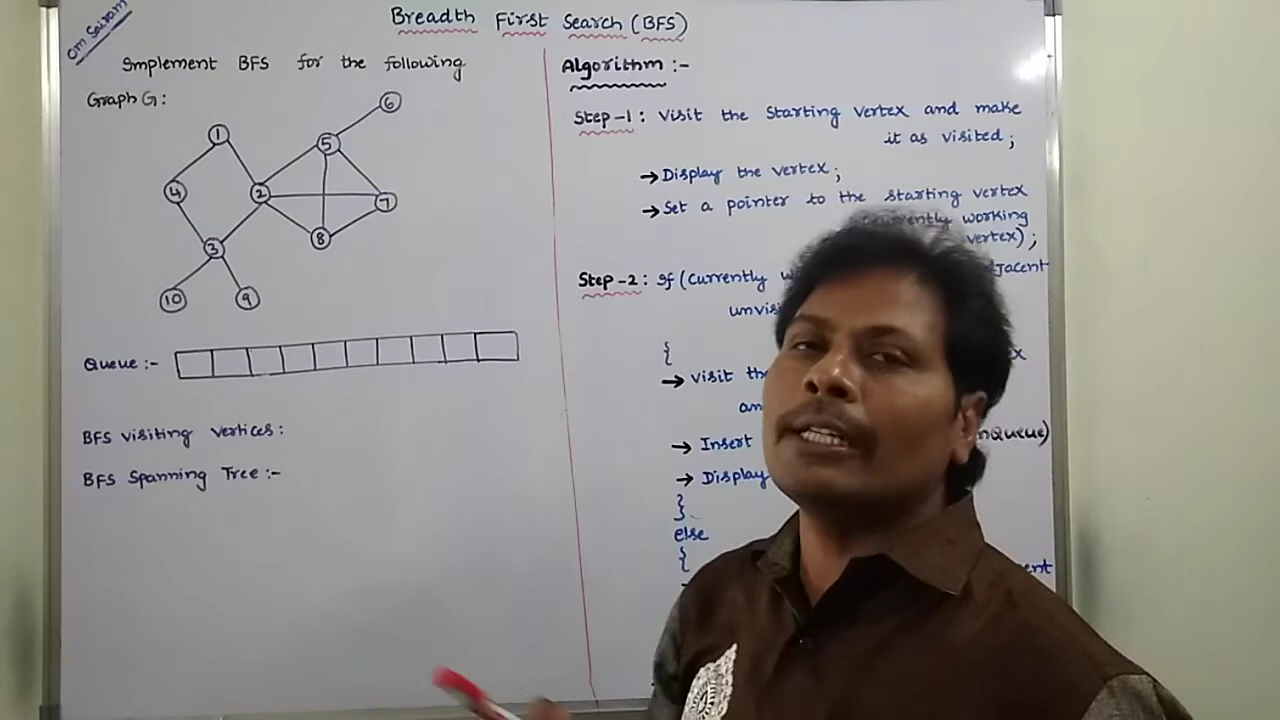 Om Sairam
Breadth First Search (BFS)
Implement BFS for the following
Graph G:
6
1
5
4
2
7
8
3
10
9
Queue :-
BFS visiting vertices:
BFS Spanning Tree :-
Algorithm :-
Step-1: Visit the Starting vertex and make
it as visited;
→ Display the vertex;
→ Set a pointer to the starting vertex
working
vertex);
Step-2: If (currently
{
→ visit
→ Insert
→ Display
}
else
{